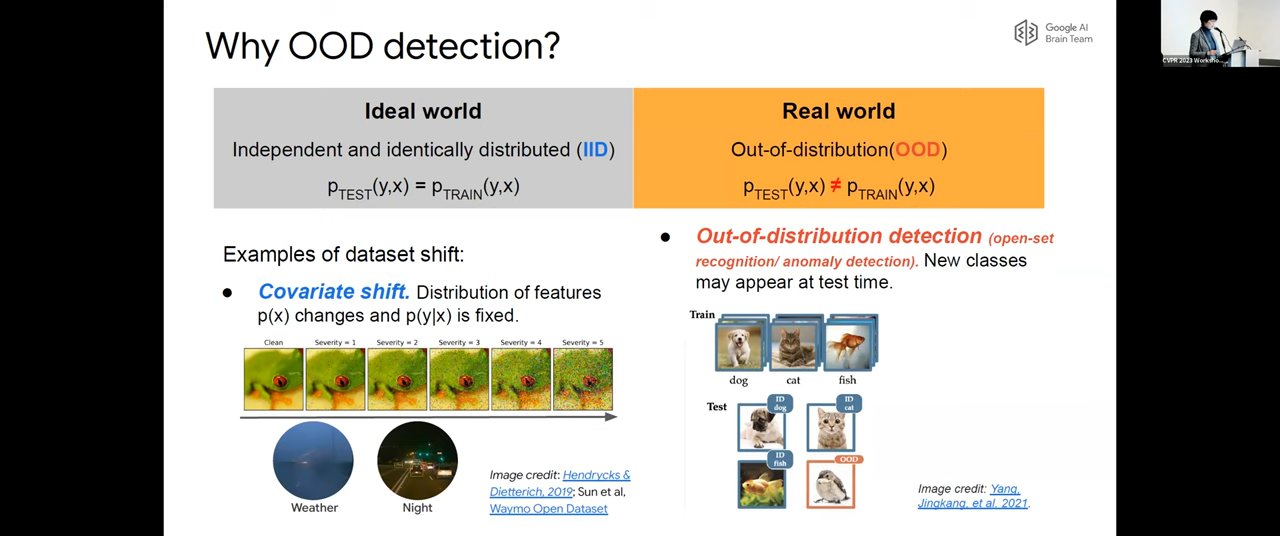 Why OOD detection?
Google AI
Brain Team
CVPR 2023 Worksho...
Ideal world
Independent and identically distributed (IID)
pTEST(y,x) = pTRAIN(y,x)
Real world
Out-of-distribution(OOD)
pTEST(y,x) ≠ pTRAIN(y,x)
Examples of dataset shift:
● Covariate shift. Distribution of features
p(x) changes and p(y|x) is fixed.
Clean Severity = 1 Severity = 2 Severity = 3 Severity = 4 Severity = 5
Weather Night
Image credit: Hendrycks &
Dietterich, 2019; Sun et al,
Waymo Open Dataset
● Out-of-distribution detection (open-set
recognition/ anomaly detection). New classes
may appear at test time.
Train
dog cat fish
Test
ID
dog
ID
cat
ID
fish
OOD
Image credit: Yang,
Jingkang, et al. 2021.